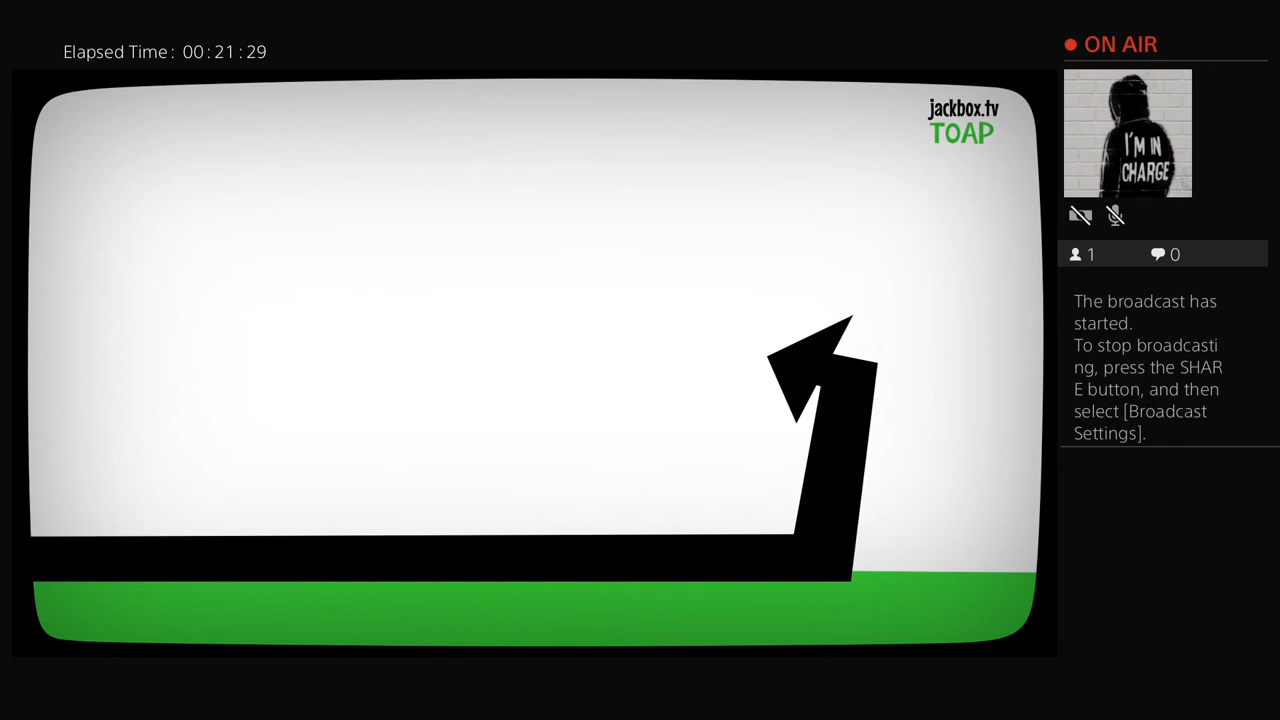 Elapsed Time: 00:21:29
ON AIR
jackbox.tv
TOAP
I'M IN
CHARGE
1
0
The broadcast has
started.
To stop broadcasti
ng, press the SHAR
E button, and then
select [Broadcast
Settings].